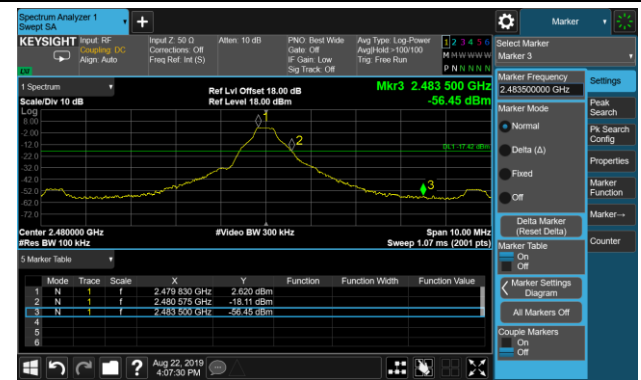 Spectrum Analyzer 1
Swept SA
+
Marker
KEYSIGHT
Input: RF
Coupling: DC
Align: Auto
Input Z: 50 Ω
Corrections: Off
Freq Ref: Int (S)
Atten: 10 dB
PNO: Best Wide
Gate: Off
IF Gain: Low
Sig Track: Off
Avg Type: Log-Power
Avg|Hold:>100/100
Trig: Free Run
1 2 3 4 5 6
M W W W W W
P N N N N N
LU
Select Marker
Marker 3
1 Spectrum
Scale/Div 10 dB
Log
Ref Lvl Offset 18.00 dB
Ref Level 18.00 dBm
Mkr3 2.483 500 GHz
-56.45 dBm
8.00
-2.00
-12.0
-22.0
-32.0
-42.0
-52.0
-62.0
-72.0
1
2
3
DL1 -17.42 dBm
Center 2.480000 GHz
#Res BW 100 kHz
#Video BW 300 kHz
Span 10.00 MHz
Sweep 1.07 ms (2001 pts)
5 Marker Table
Mode Trace Scale X Y Function Function Width Function Value
1 N 1 f 2.479 830 GHz 2.620 dBm
2 N 1 f 2.480 575 GHz -18.11 dBm
3 N 1 f 2.483 500 GHz -56.45 dBm
4
5
6
Marker Frequency
2.483500000 GHz
Marker Mode
Normal
Delta (Δ)
Fixed
Off
Delta Marker
(Reset Delta)
Marker Table
On
Off
Marker Settings
Diagram
All Markers Off
Couple Markers
On
Off
Settings
Peak
Search
Pk Search
Config
Properties
Marker
Function
Marker→
Counter
?
Aug 22, 2019
4:07:30 PM